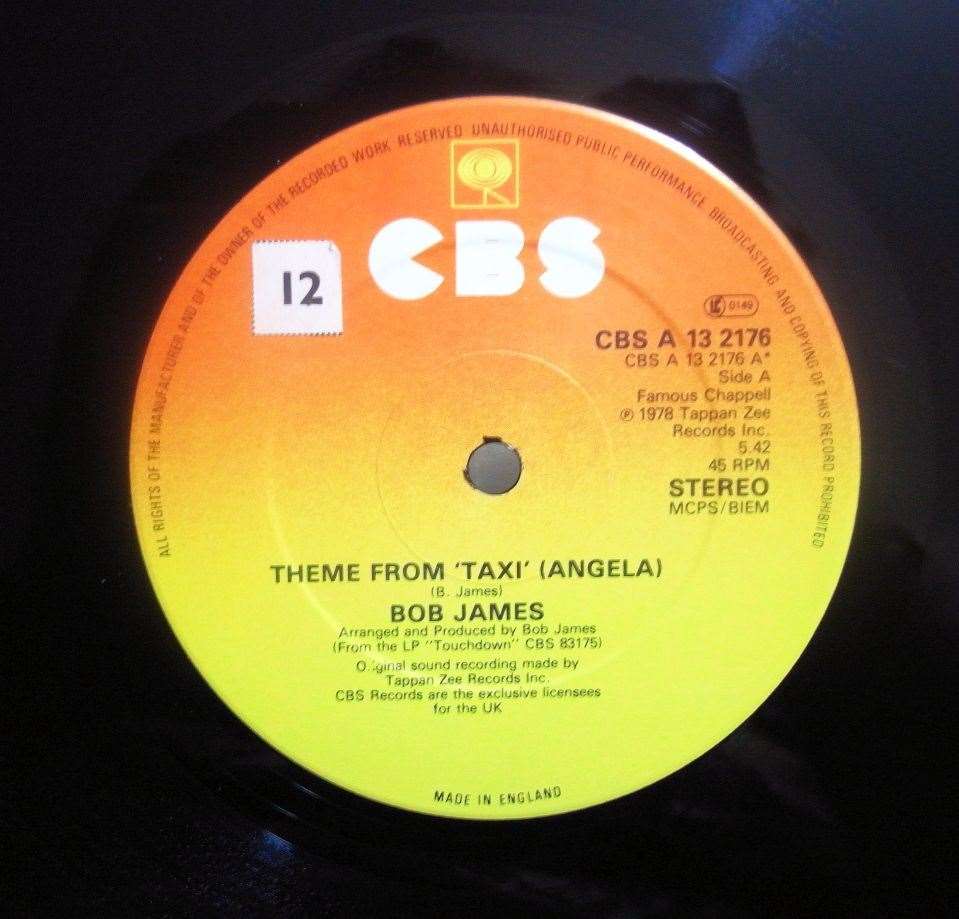 ALL RIGHTS OF THE MANUFACTURER AND OF THE OWNER OF THE RECORDED WORK RESERVED UNAUTHORISED PUBLIC PERFORMANCE BROADCASTING AND COPYING OF THIS RECORD PROHIBITED
CBS
12
LC 0149
CBS A 13 2176
CBS A 13 2176 A*
Side A
Famous Chappell
℗ 1978 Tappan Zee
Records Inc.
5.42
45 RPM
STEREO
MCPS/BIEM
THEME FROM 'TAXI' (ANGELA)
(B. James)
BOB JAMES
Arranged and Produced by Bob James
(From the LP "Touchdown" CBS 83175)
Original sound recording made by
Tappan Zee Records Inc.
CBS Records are the exclusive licensees
for the UK
MADE IN ENGLAND